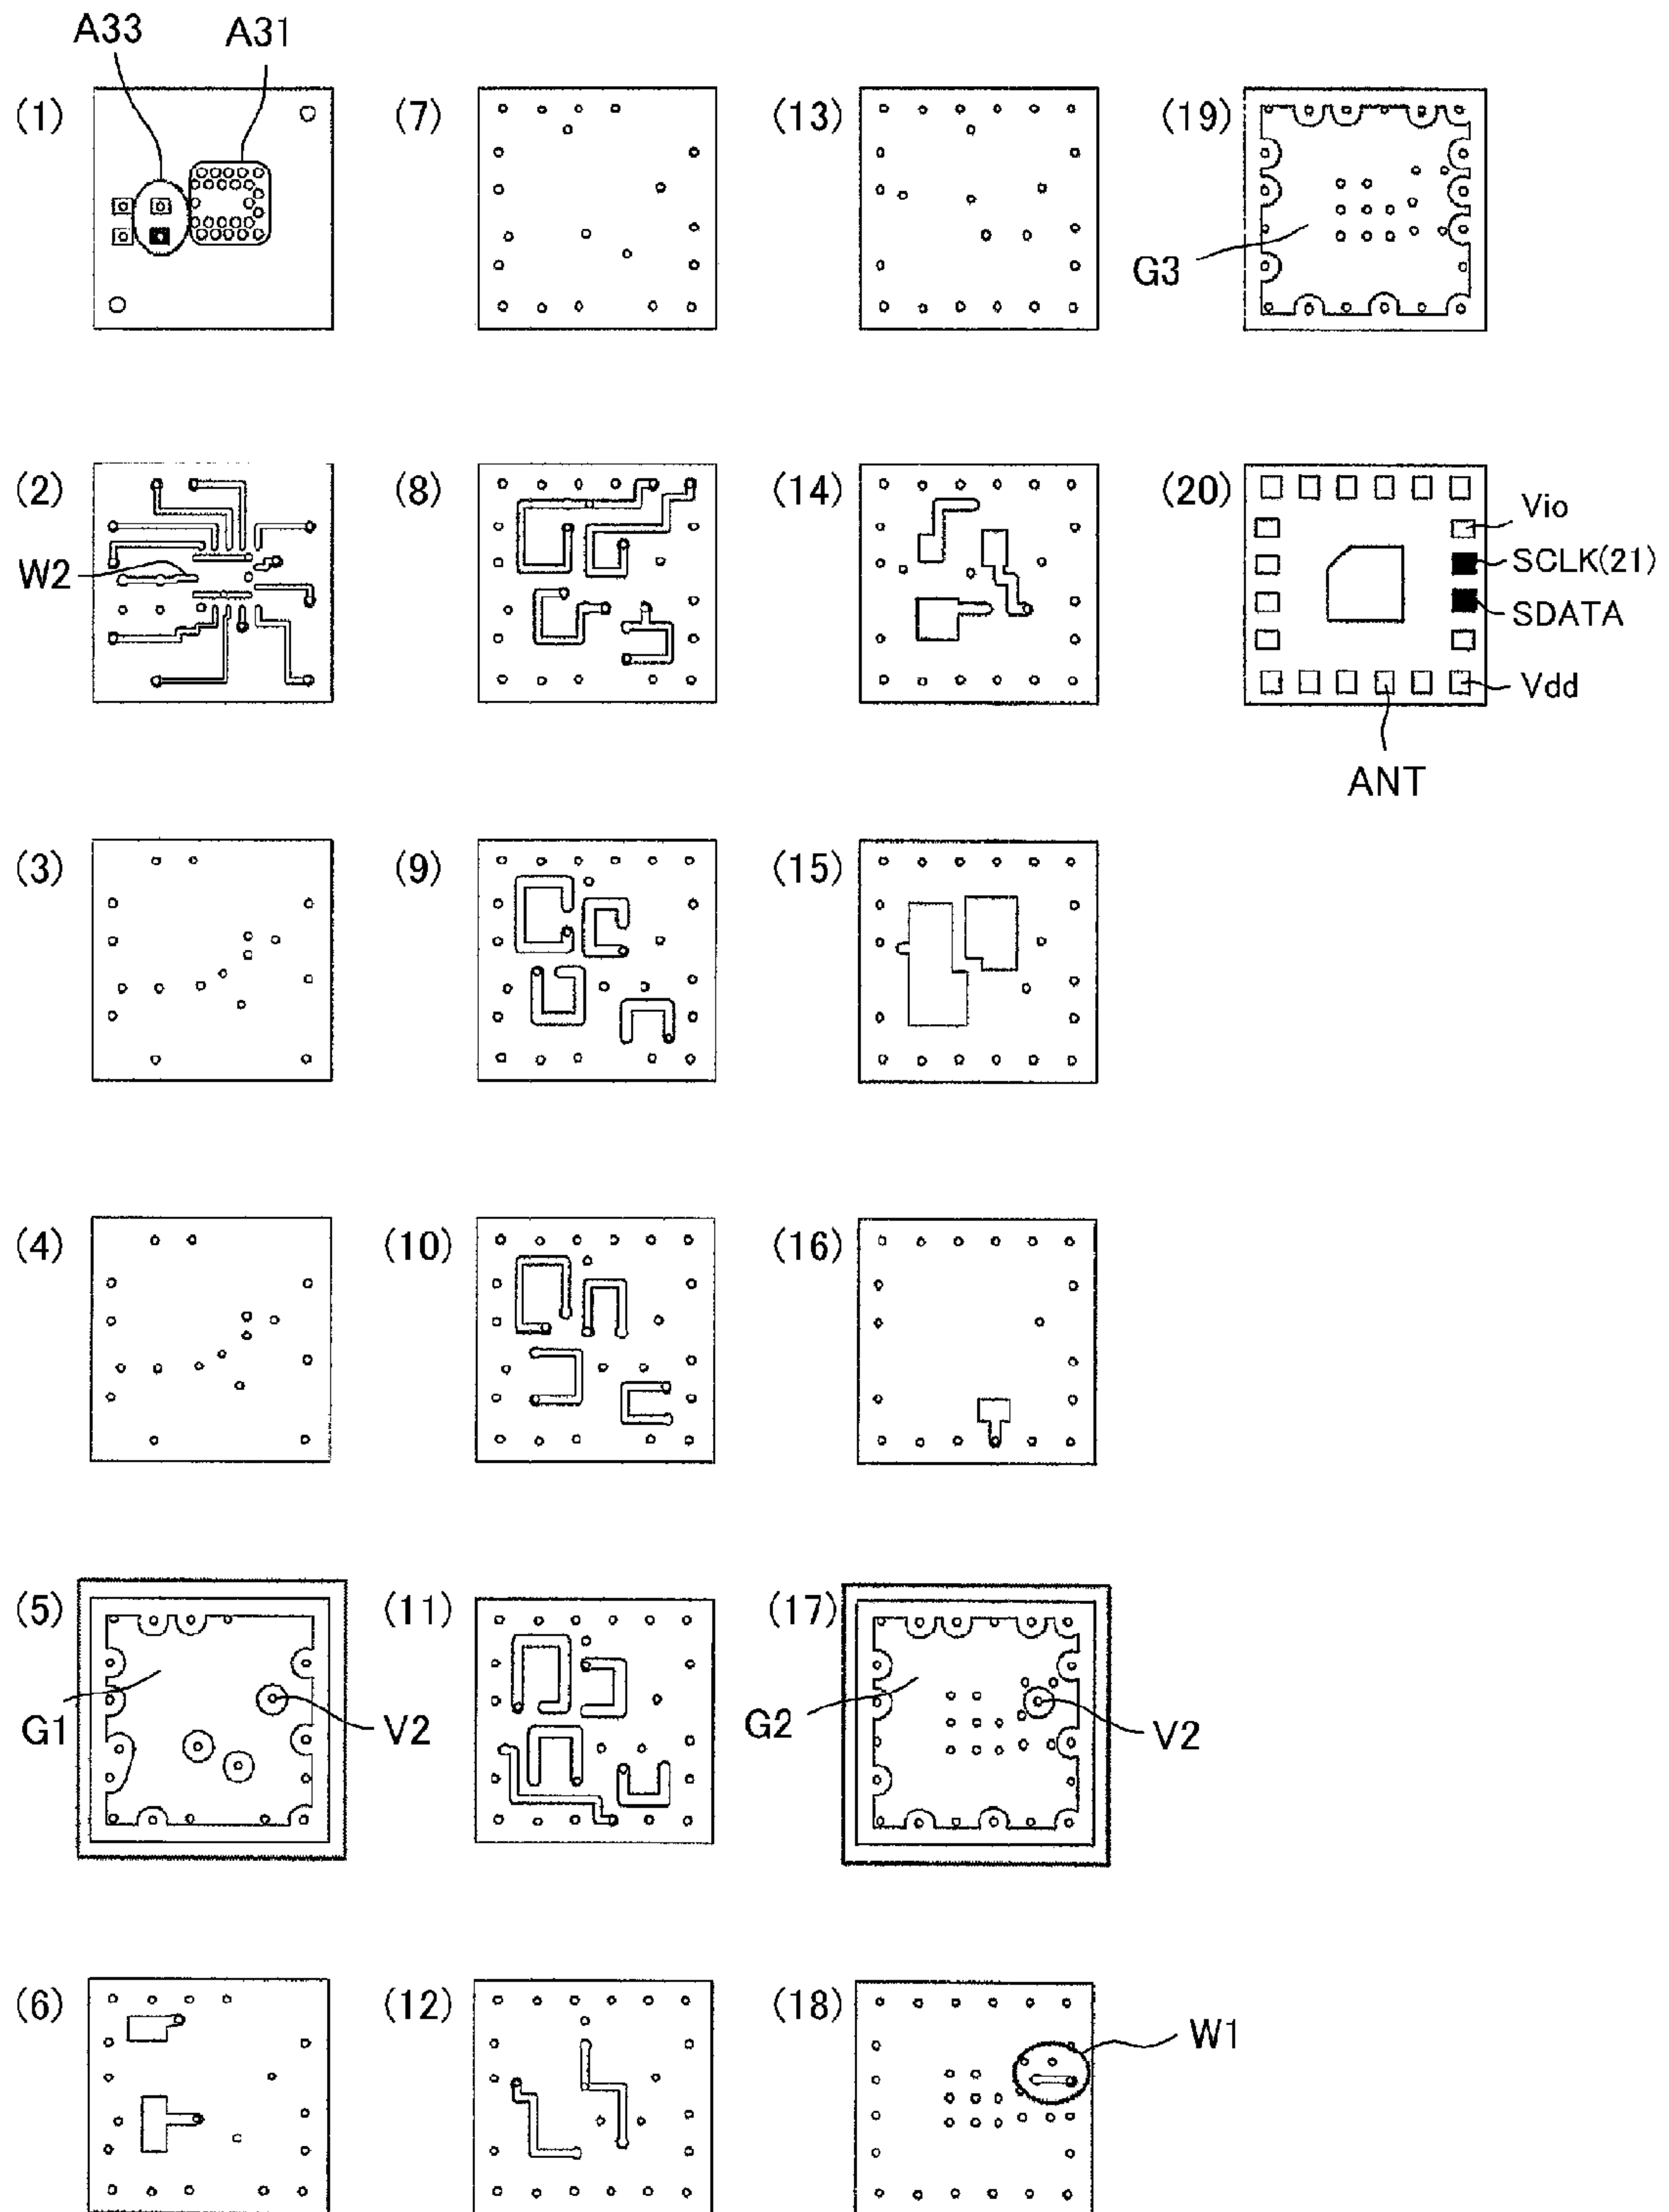 A33 A31
(1) (7) (13) (19)
G3
(2) (8) (14) (20)
W2
Vio
SCLK(21)
SDATA
Vdd
ANT
(3) (9) (15)
(4) (10) (16)
(5) (11) (17)
G1 V2 G2 V2
(6) (12) (18)
W1